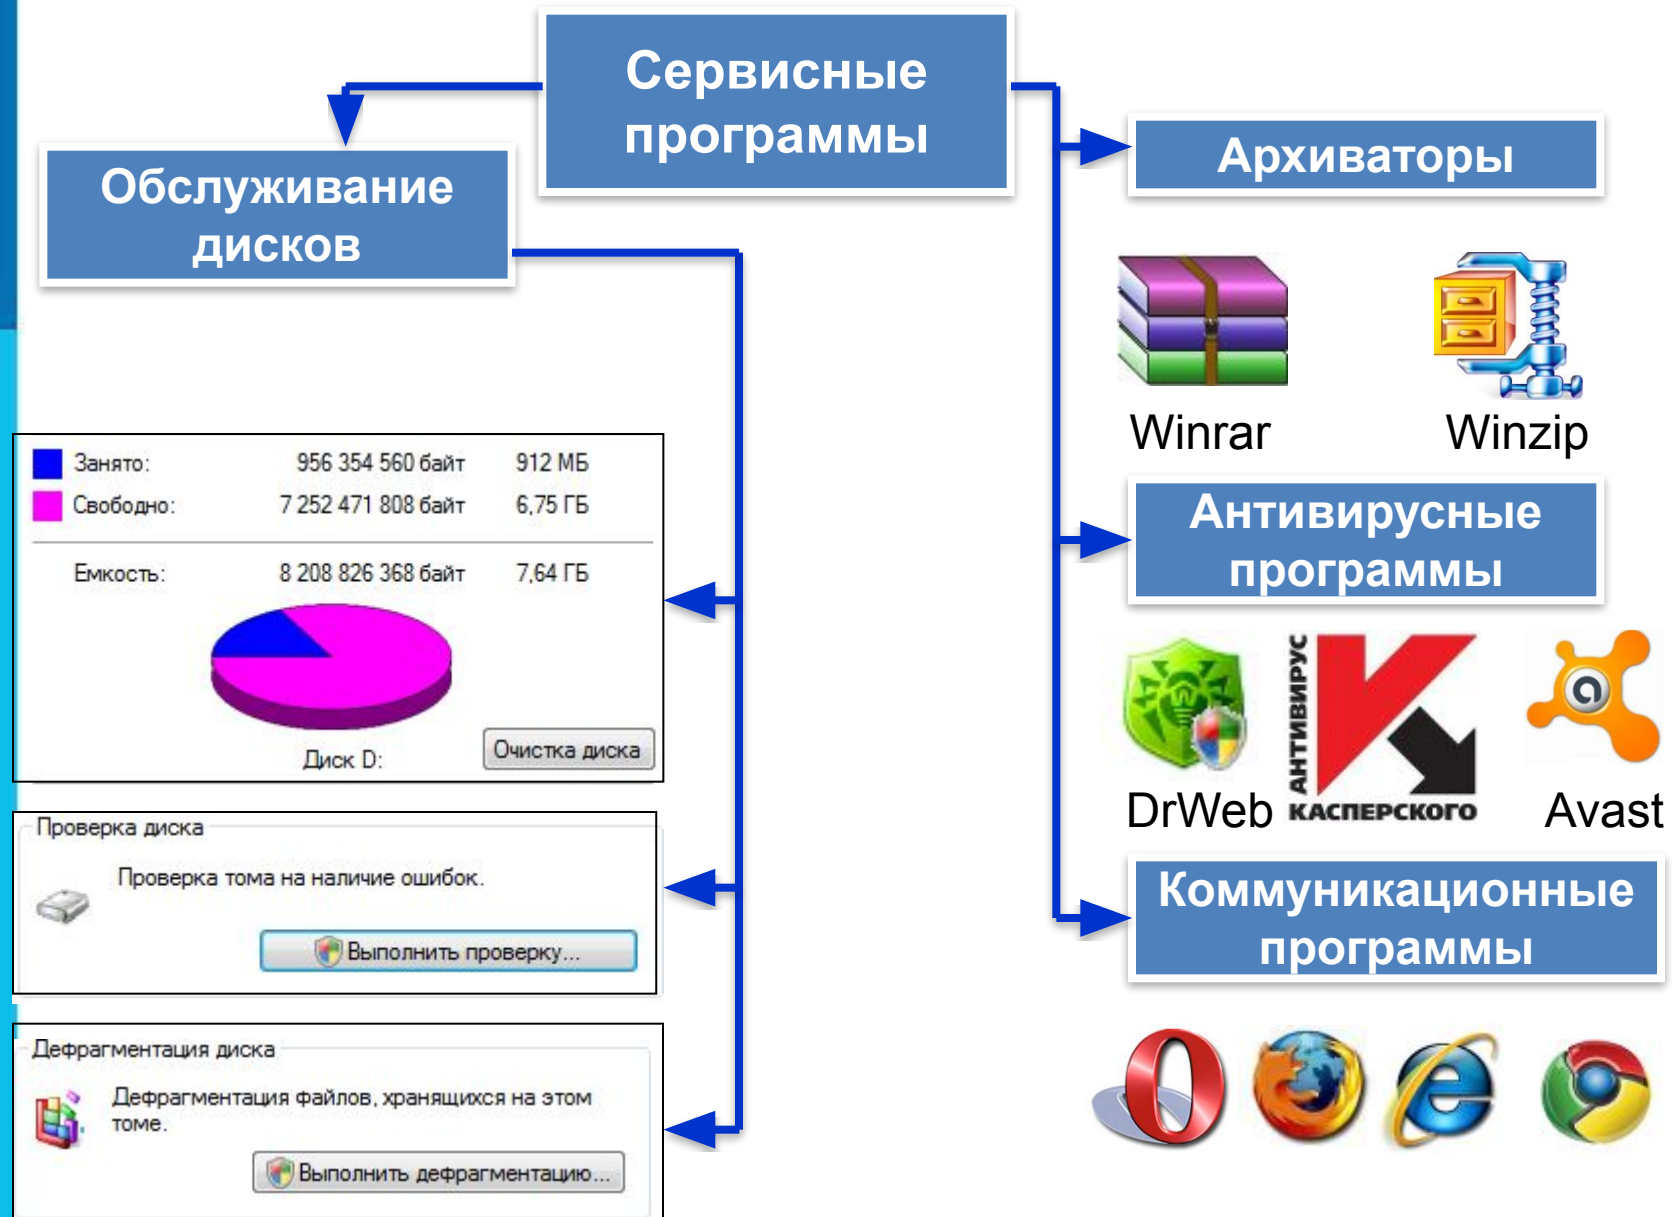 Сервисные
программы
Обслуживание
дисков
Занято: 956 354 560 байт 912 МБ
Свободно: 7 252 471 808 байт 6,75 ГБ
Емкость: 8 208 826 368 байт 7,64 ГБ
Диск D:
Очистка диска
Проверка диска
Проверка тома на наличие ошибок.
Выполнить проверку...
Дефрагментация диска
Дефрагментация файлов, хранящихся на этом
томе.
Выполнить дефрагментацию...
Архиваторы
Winrar Winzip
Антивирусные
программы
АНТИВИРУС
КАСПЕРСКОГО
DrWeb Avast
Коммуникационные
программы